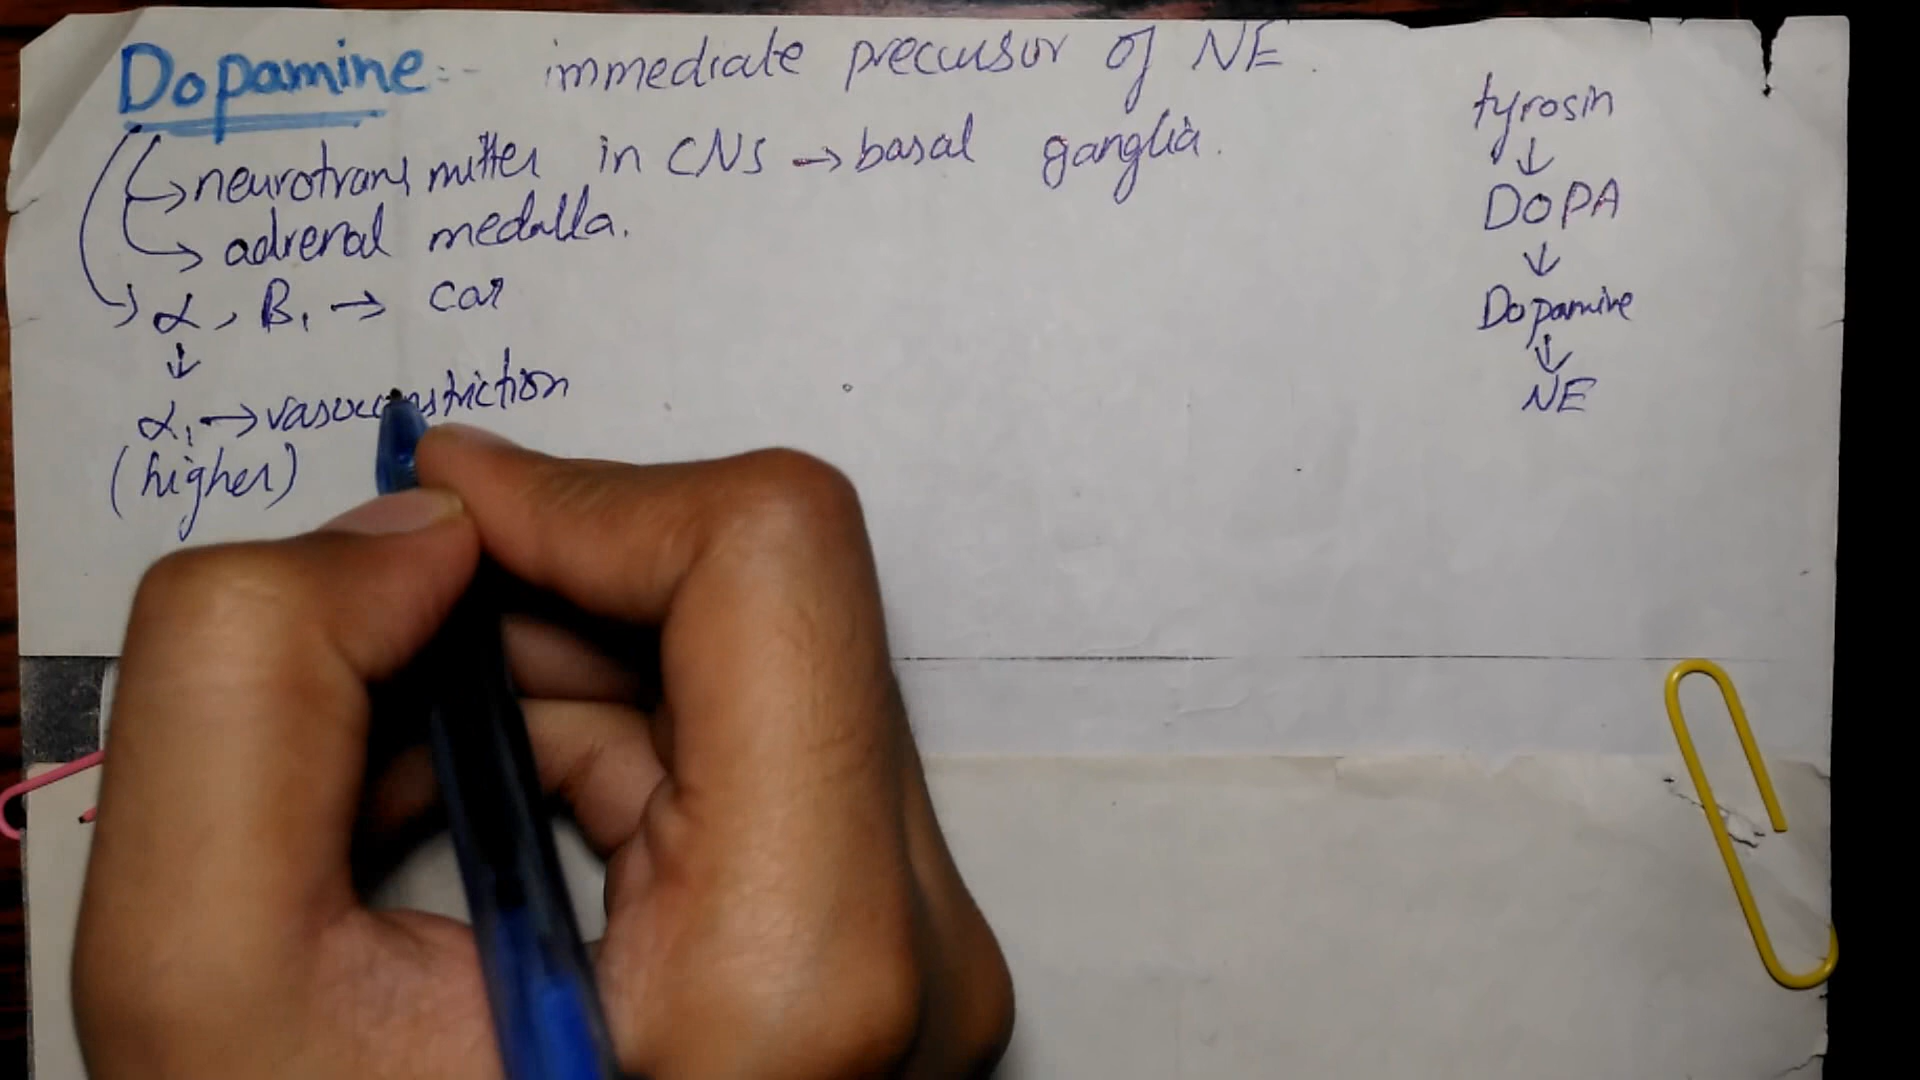 Dopamine:- immediate precursor of NE.
neurotransmitter in CNS → basal ganglia.
adrenal medulla.
α, B₁ → car
↓
α₁ → vasoconstriction
(higher)
tyrosin
↓
DOPA
↓
Dopamine
↓
NE